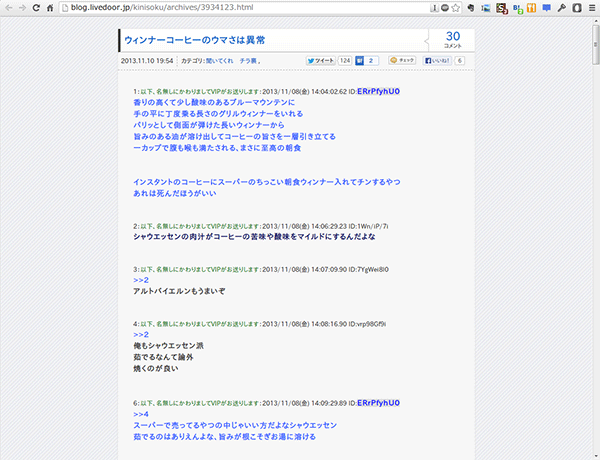 blog.livedoor.jp/kinisoku/archives/3934123.html
ウィンナーコーヒーのウマさは異常
30
コメント
2013.11.10 19:54 カテゴリ:聞いてくれ チラ裏,
ツイート 124 B! 2 チェック いいね! 6
1:以下、名無しにかわりましてVIPがお送りします:2013/11/08(金) 14:04:02.62 ID:ERrPfyhU0
香りの高くて少し酸味のあるブルーマウンテンに
手の平に丁度乗る長さのグリルウィンナーをいれる
パリッとして側面が弾けた長いウィンナーから
旨みのある油が溶け出してコーヒーの旨さを一層引き立てる
一カップで腹も喉も満たされる、まさに至高の朝食
インスタントのコーヒーにスーパーのちっこい朝食ウィンナー入れてチンするやつ
あれは死んだほうがいい
2:以下、名無しにかわりましてVIPがお送りします:2013/11/08(金) 14:06:29.23 ID:1Wn/iP/7i
シャウエッセンの肉汁がコーヒーの苦味や酸味をマイルドにするんだよな
3:以下、名無しにかわりましてVIPがお送りします:2013/11/08(金) 14:07:09.90 ID:7YgWei8I0
>>2
アルトバイエルンもうまいぞ
4:以下、名無しにかわりましてVIPがお送りします:2013/11/08(金) 14:08:16.90 ID:vrp98Gf9i
>>2
俺もシャウエッセン派
茹でるなんて論外
焼くのが良い
6:以下、名無しにかわりましてVIPがお送りします:2013/11/08(金) 14:09:29.89 ID:ERrPfyhU0
>>4
スーパーで売ってるやつの中じゃいい方だよなシャウエッセン
茹でるのはありえんよな、旨みが根こそぎお湯に溶ける